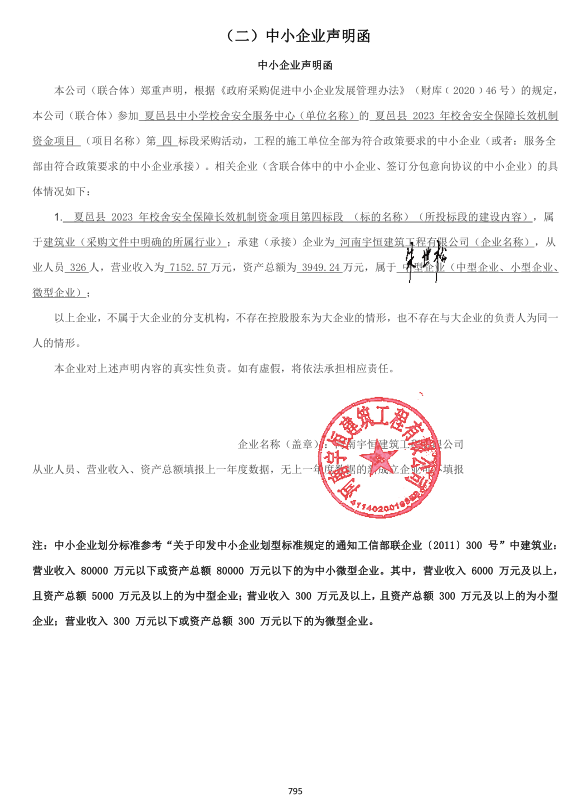 （二）中小企业声明函
中小企业声明函
本公司（联合体）郑重声明，根据《政府采购促进中小企业发展管理办法》（财库﹝2020﹞46 号）的规定，
本公司（联合体）参加 夏邑县中小学校舍安全服务中心（单位名称）的 夏邑县 2023 年校舍安全保障长效机制
资金项目 （项目名称）第 四 标段采购活动，工程的施工单位全部为符合政策要求的中小企业（或者：服务全
部由符合政策要求的中小企业承接）。相关企业（含联合体中的中小企业、签订分包意向协议的中小企业）的具
体情况如下：
1. 夏邑县 2023 年校舍安全保障长效机制资金项目第四标段 （标的名称）（所投标段的建设内容），属
于建筑业（采购文件中明确的所属行业）；承建（承接）企业为 河南宇恒建筑工程有限公司（企业名称），从
业人员 326 人，营业收入为 7152.57 万元，资产总额为 3949.24 万元，属于 中型企业（中型企业、小型企业、
微型企业）；
以上企业，不属于大企业的分支机构，不存在控股股东为大企业的情形，也不存在与大企业的负责人为同一
人的情形。
本企业对上述声明内容的真实性负责。如有虚假，将依法承担相应责任。
企业名称（盖章）：河南宇恒建筑工程有限公司
从业人员、营业收入、资产总额填报上一年度数据，无上一年度数据的新成立企业可不填报
河南宇恒建筑工程有限公司
注：中小企业划分标准参考“关于印发中小企业划型标准规定的通知工信部联企业〔2011〕300 号”中建筑业：
营业收入 80000 万元以下或资产总额 80000 万元以下的为中小微型企业。其中，营业收入 6000 万元及以上，
且资产总额 5000 万元及以上的为中型企业；营业收入 300 万元及以上，且资产总额 300 万元及以上的为小型
企业；营业收入 300 万元以下或资产总额 300 万元以下的为微型企业。
795